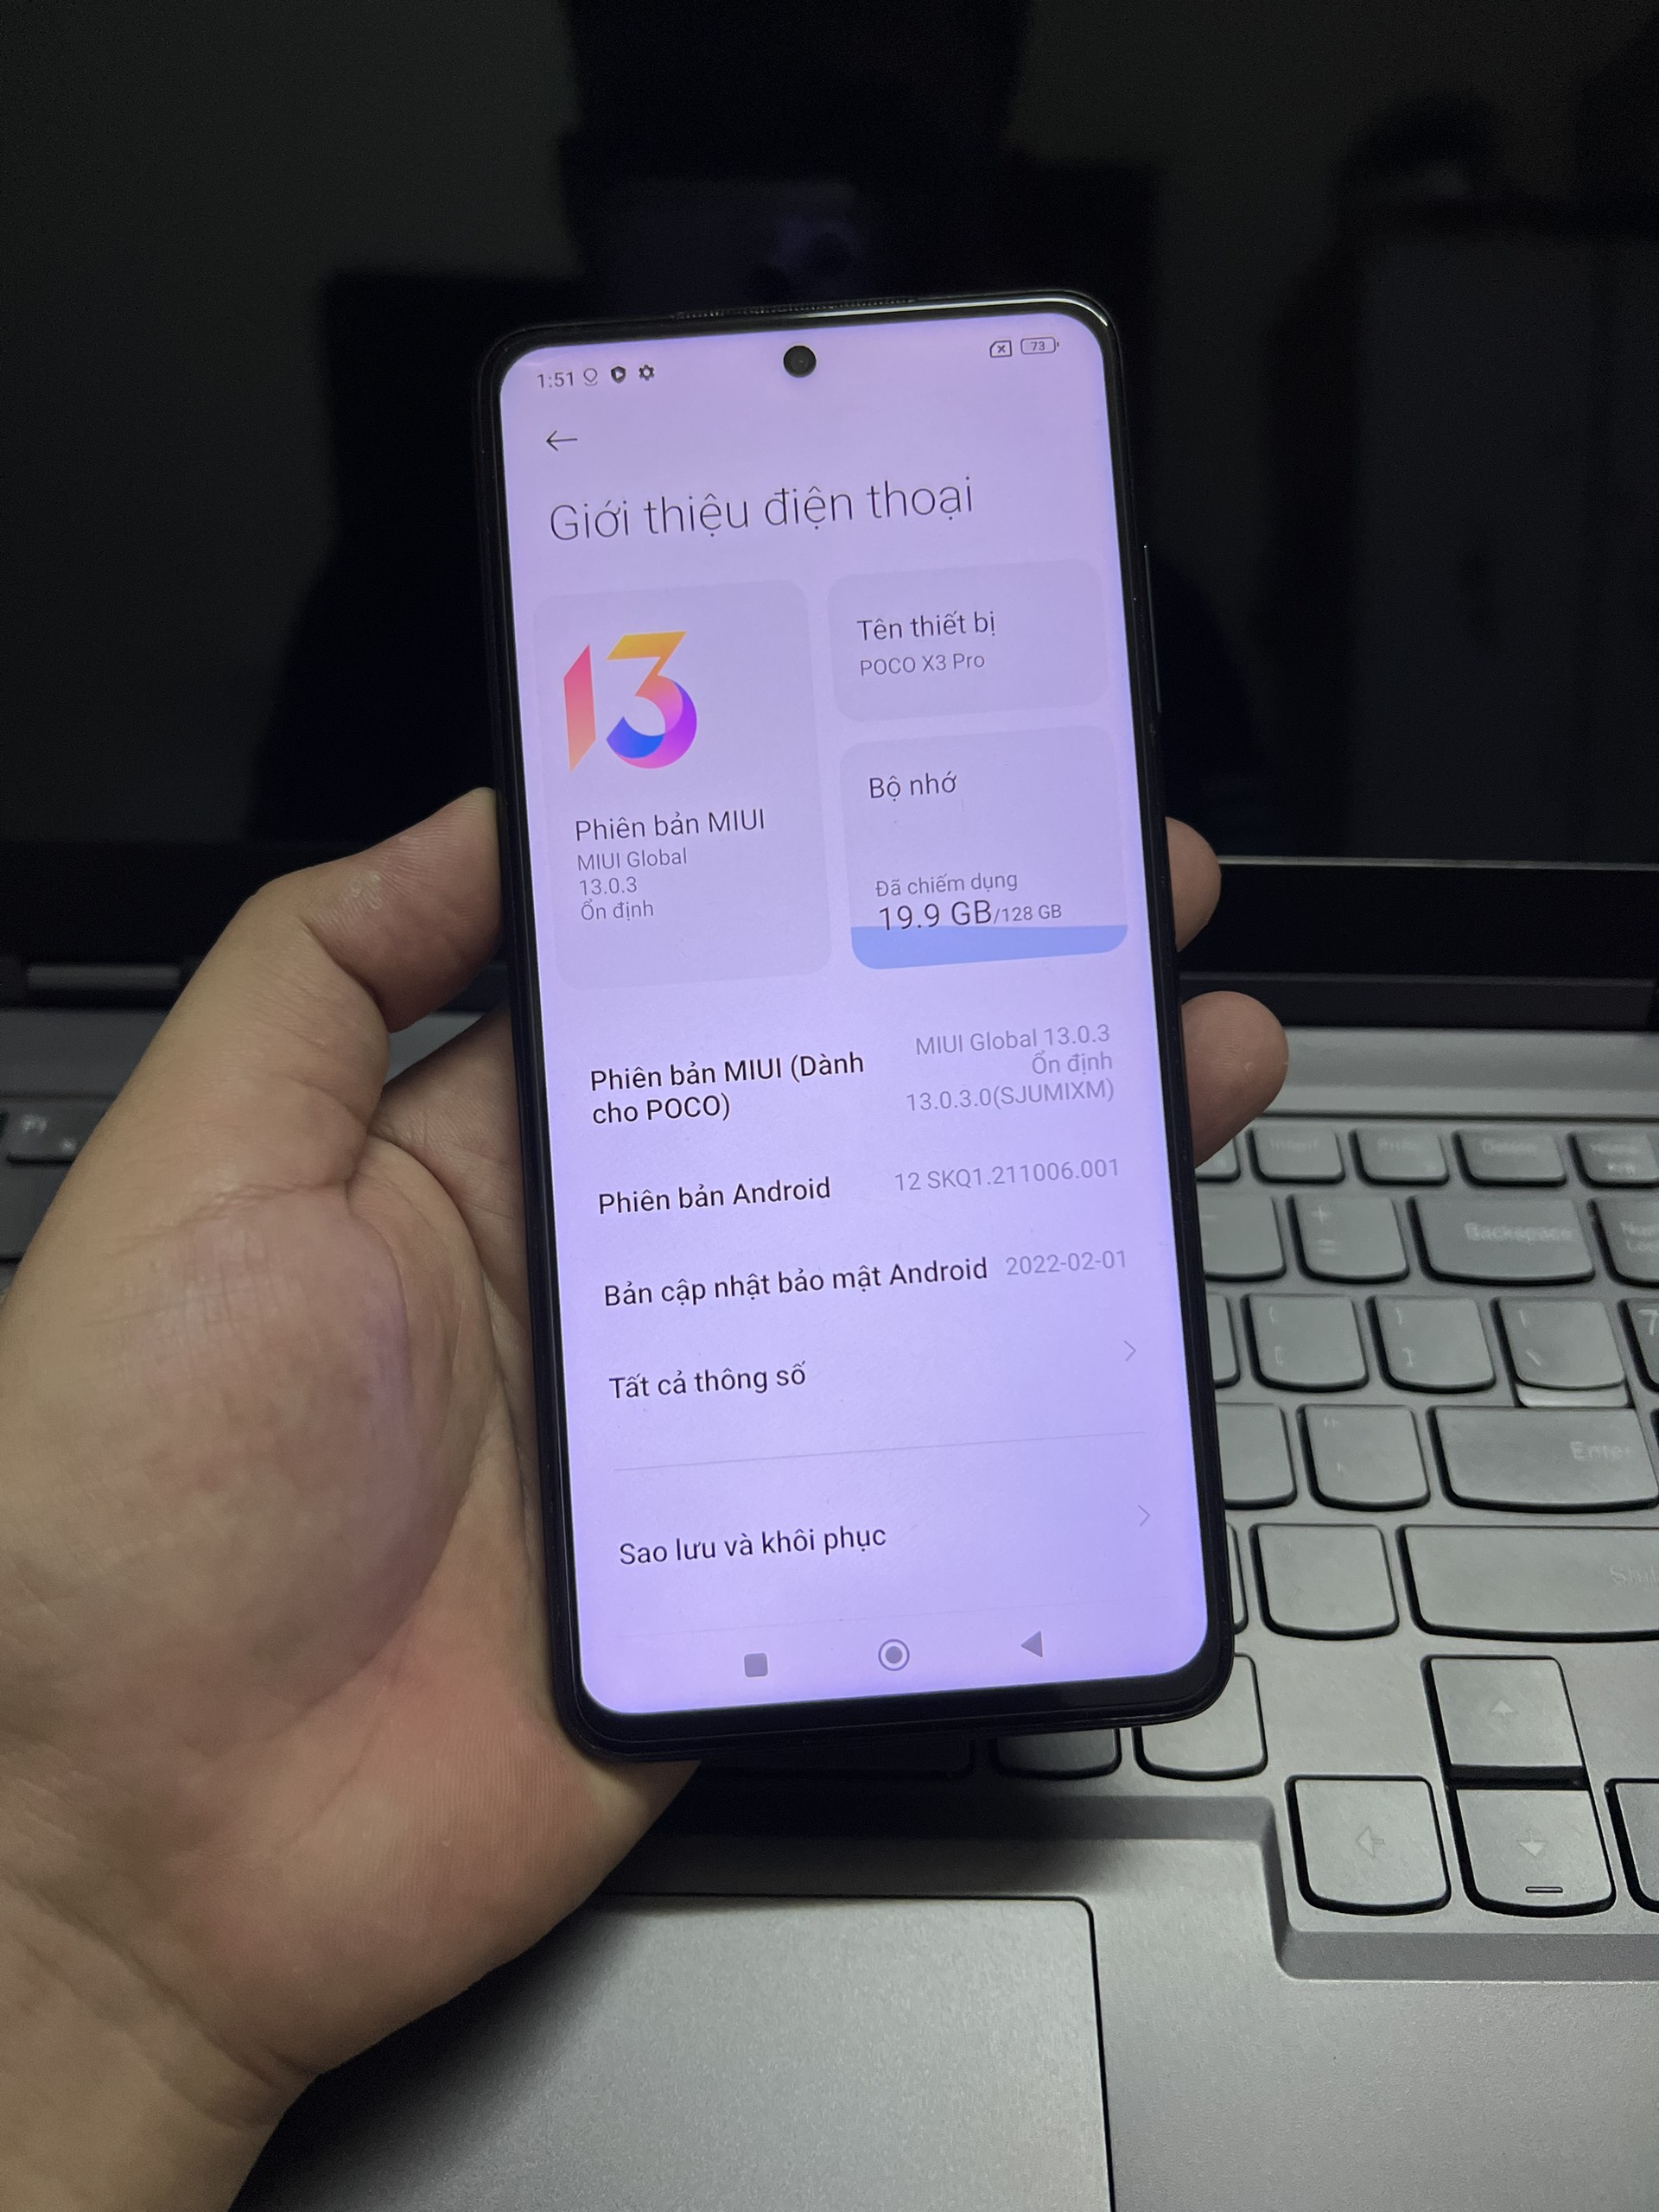 1:51
73
Giới thiệu điện thoại
13
Phiên bản MIUI
MIUI Global
13.0.3
Ổn định
Tên thiết bị
POCO X3 Pro
Bộ nhớ
Đã chiếm dụng
19.9 GB/128 GB
Phiên bản MIUI (Dành
cho POCO)
MIUI Global 13.0.3
Ổn định
13.0.3.0(SJUMIXM)
Phiên bản Android
12 SKQ1.211006.001
Bản cập nhật bảo mật Android
2022-02-01
Tất cả thông số
Sao lưu và khôi phục
Backspace
Enter